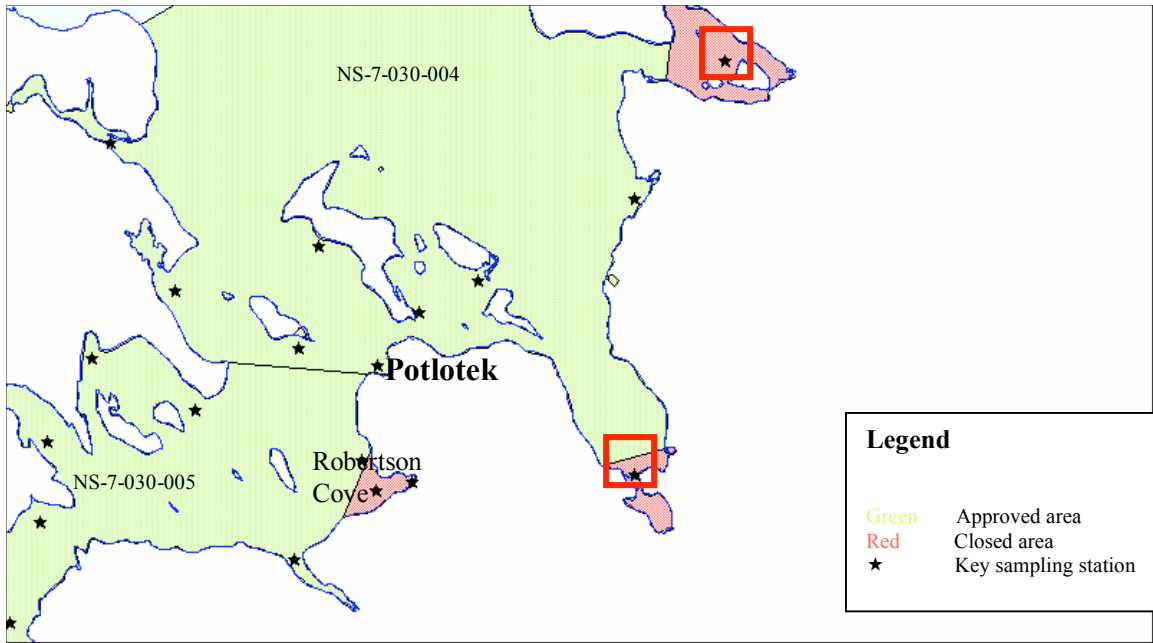 NS-7-030-004
Potlotek
Robertson
Cove
NS-7-030-005
Legend
Green Approved area
Red Closed area
★ Key sampling station